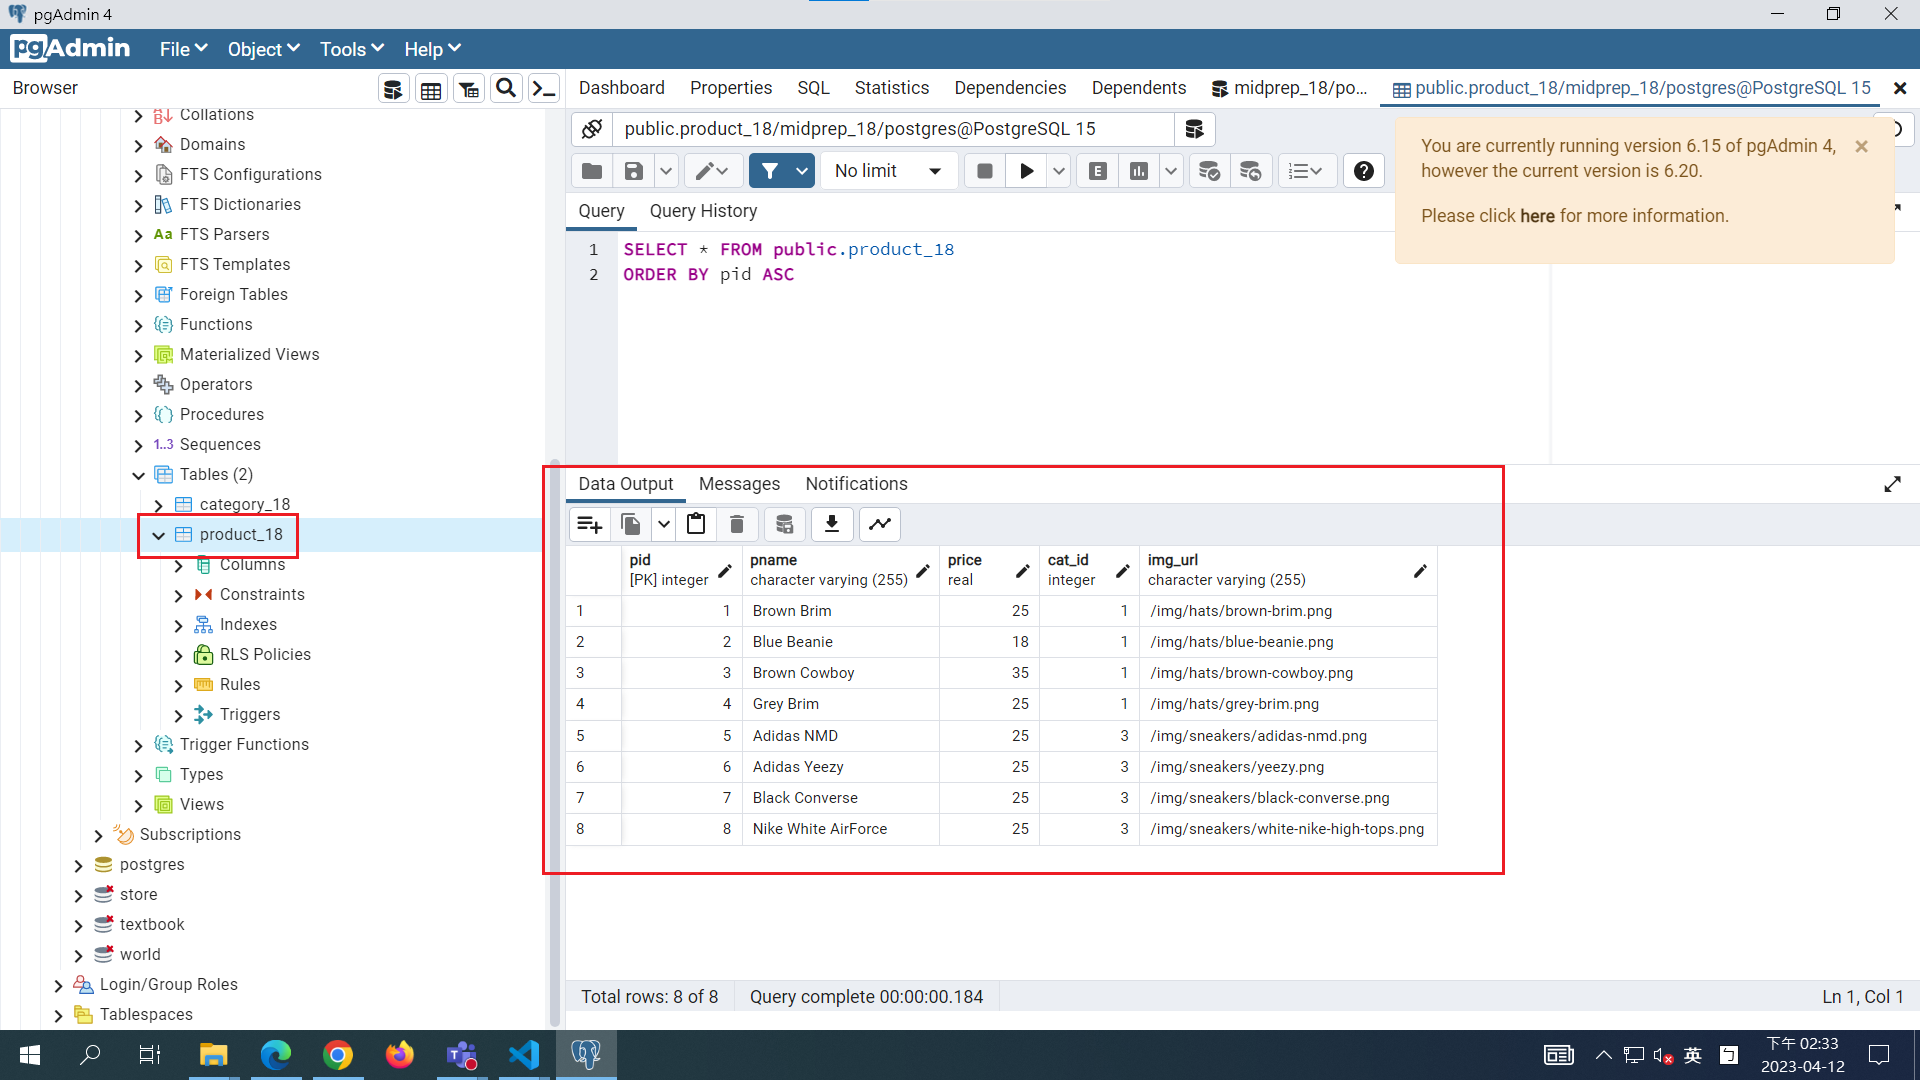 pgAdmin 4
pgAdmin File Object Tools Help
Browser
Dashboard Properties SQL Statistics Dependencies Dependents midprep_18/po... public.product_18/midprep_18/postgres@PostgreSQL 15
public.product_18/midprep_18/postgres@PostgreSQL 15
No limit
E
You are currently running version 6.15 of pgAdmin 4,
however the current version is 6.20.
Please click here for more information.
Query Query History
1 SELECT * FROM public.product_18
2 ORDER BY pid ASC
Collations
Domains
FTS Configurations
FTS Dictionaries
Aa FTS Parsers
FTS Templates
Foreign Tables
Functions
Materialized Views
Operators
Procedures
1..3 Sequences
Tables (2)
category_18
product_18
Columns
Constraints
Indexes
RLS Policies
Rules
Triggers
Trigger Functions
Types
Views
Subscriptions
postgres
store
textbook
world
Login/Group Roles
Tablespaces
Data Output Messages Notifications
pid pname price cat_id img_url
[PK] integer character varying (255) real integer character varying (255)
1 1 Brown Brim 25 1 /img/hats/brown-brim.png
2 2 Blue Beanie 18 1 /img/hats/blue-beanie.png
3 3 Brown Cowboy 35 1 /img/hats/brown-cowboy.png
4 4 Grey Brim 25 1 /img/hats/grey-brim.png
5 5 Adidas NMD 25 3 /img/sneakers/adidas-nmd.png
6 6 Adidas Yeezy 25 3 /img/sneakers/yeezy.png
7 7 Black Converse 25 3 /img/sneakers/black-converse.png
8 8 Nike White AirForce 25 3 /img/sneakers/white-nike-high-tops.png
Total rows: 8 of 8 Query complete 00:00:00.184 Ln 1, Col 1
英 ㄅ 下午 02:33
2023-04-12